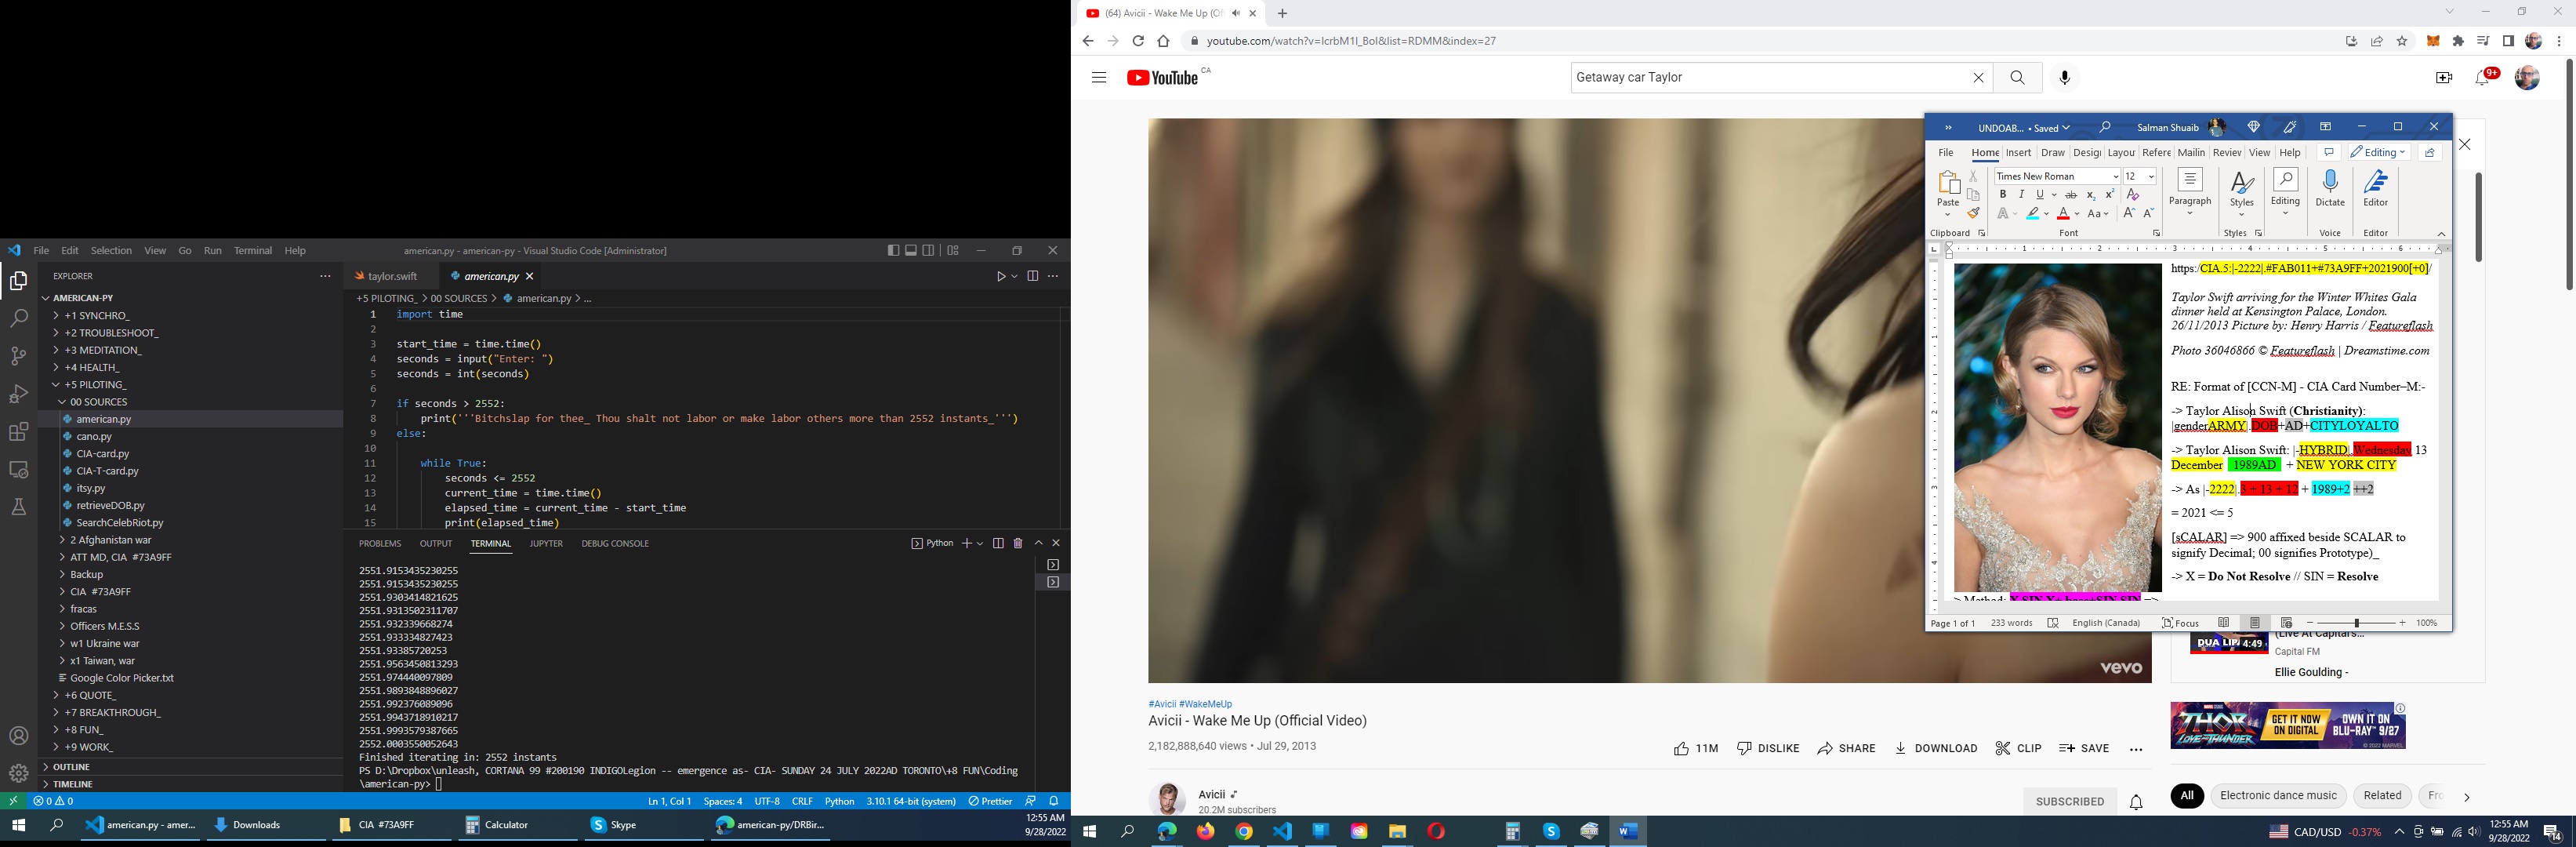 File Edit Selection View Go Run Terminal Help
american.py - american-py - Visual Studio Code [Administrator]
EXPLORER
AMERICAN-PY
+1 SYNCHRO_
+2 TROUBLESHOOT_
+3 MEDITATION_
+4 HEALTH_
+5 PILOTING_
00 SOURCES
american.py
cano.py
CIA-card.py
CIA-T-card.py
itsy.py
retrieveDOB.py
SearchCelebRiot.py
2 Afghanistan war
ATT MD, CIA #73A9FF
Backup
CIA #73A9FF
fracas
Officers M.E.S.S
w1 Ukraine war
x1 Taiwan, war
Google Color Picker.txt
+6 QUOTE_
+7 BREAKTHROUGH_
+8 FUN_
+9 WORK_
OUTLINE
TIMELINE
taylor.swift
american.py
+5 PILOTING_ > 00 SOURCES > american.py > ...
1 import time
2
3 start_time = time.time()
4 seconds = input("Enter: ")
5 seconds = int(seconds)
6
7 if seconds > 2552:
8 print('''Bitchslap for thee_ Thou shalt not labor or make labor others more than 2552 instants_''')
9 else:
10
11 while True:
12 seconds <= 2552
13 current_time = time.time()
14 elapsed_time = current_time - start_time
15 print(elapsed_time)
PROBLEMS OUTPUT TERMINAL JUPYTER DEBUG CONSOLE
Python
2551.9153435230255
2551.9153435230255
2551.9303414821625
2551.9313502311707
2551.932339668274
2551.933334827423
2551.93385720253
2551.9563450813293
2551.974440097809
2551.9893848896027
2551.992376089096
2551.9943718910217
2551.9993579387665
2552.0003550052643
Finished iterating in: 2552 instants
PS D:\Dropbox\unleash, CORTANA 99 #200190 INDIGOLegion -- emergence as- CIA- SUNDAY 24 JULY 2022AD TORONTO\+8 FUN\Coding
\american-py>
0 0
Ln 1, Col 1 Spaces: 4 UTF-8 CRLF Python 3.10.1 64-bit (system) Prettier
american.py - amer...
Downloads
CIA #73A9FF
Calculator
Skype
american-py/DRBir...
12:55 AM
9/28/2022
(64) Avicii - Wake Me Up (Of
youtube.com/watch?v=IcrbM1l_BoI&list=RDMM&index=27
YouTube CA
Getaway car Taylor
9+
vevo
#Avicii #WakeMeUp
Avicii - Wake Me Up (Official Video)
2,182,888,640 views • Jul 29, 2013
11M DISLIKE SHARE DOWNLOAD CLIP SAVE
Avicii
20.2M subscribers
SUBSCRIBED
UNDOAB... • Saved
Salman Shuaib
File Home Insert Draw Desig Layou Refere Mailin Review View Help
Editing
Paste
Times New Roman
12
Paragraph
Styles
Editing
Dictate
Editor
Clipboard
Font
Styles
Voice
Editor
https:/CIA.5:|-2222|.#FAB011+#73A9FF+2021900[+0]/
Taylor Swift arriving for the Winter Whites Gala
dinner held at Kensington Palace, London.
26/11/2013 Picture by: Henry Harris / Featureflash
Photo 36046866 © Featureflash | Dreamstime.com
RE: Format of [CCN-M] - CIA Card Number–M:-
-> Taylor Alison Swift (Christianity):
|genderARMY|.DOB+AD+CITYLOYALTO
-> Taylor Alison Swift: |-HYBRID|.Wednesday 13
December 1989AD + NEW YORK CITY
-> As |-2222|.3 + 13 + 12 + 1989+2 ++2
= 2021 <= 5
[sCALAR] => 900 affixed beside SCALAR to
signify Decimal; 00 signifies Prototype)_
-> X = Do Not Resolve // SIN = Resolve
Page 1 of 1 233 words English (Canada) Focus 100%
DUA LIPA 4:49
Capital FM
Ellie Goulding -
THOR
LOVE AND THUNDER
GET IT NOW
ON DIGITAL
OWN IT ON
BLU-RAY 9/27
© 2022 MARVEL
All Electronic dance music Related Fro
CAD/USD -0.37%
12:55 AM
9/28/2022
14